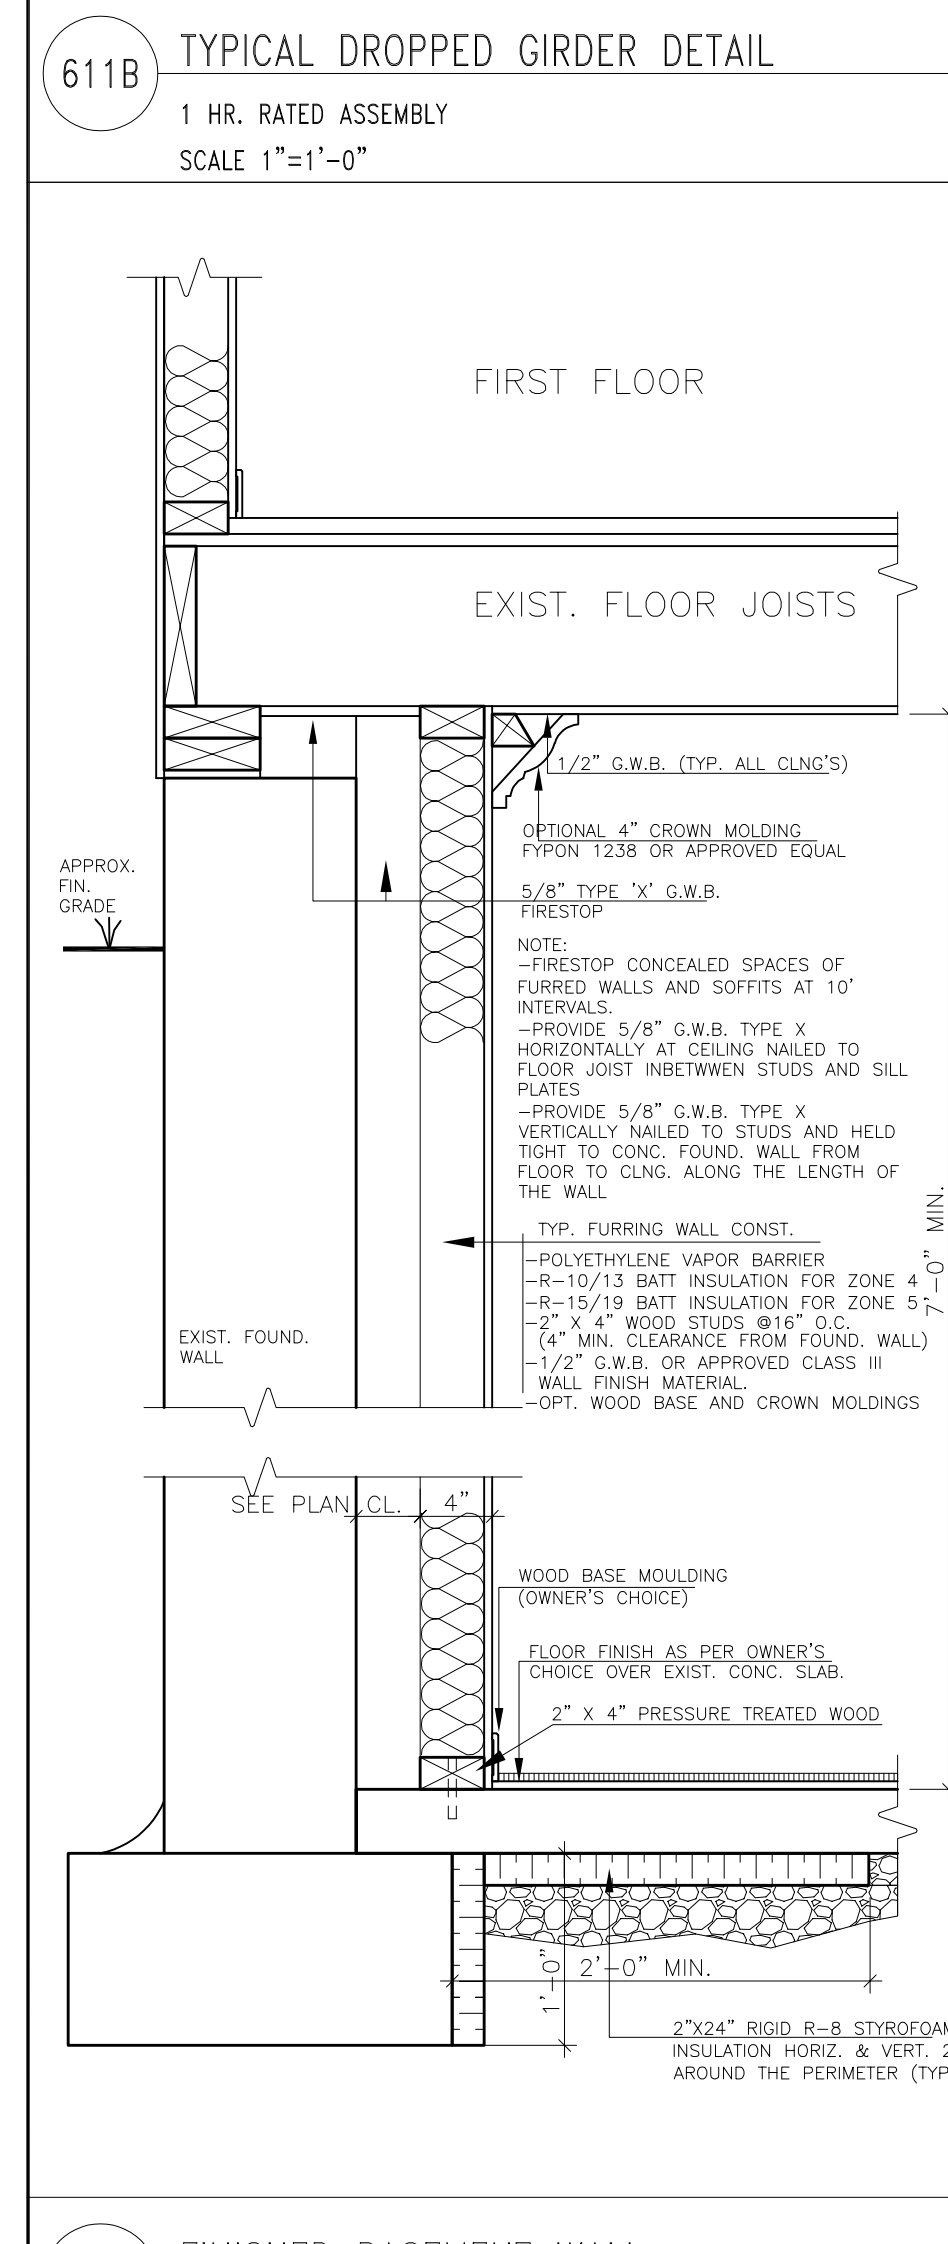 611B
TYPICAL DROPPED GIRDER DETAIL
1 HR. RATED ASSEMBLY
SCALE 1"=1'-0"
FIRST FLOOR
EXIST. FLOOR JOISTS
1/2" G.W.B. (TYP. ALL CLNG'S)
OPTIONAL 4" CROWN MOLDING
FYPON 1238 OR APPROVED EQUAL
APPROX.
FIN.
GRADE
5/8" TYPE 'X' G.W.B.
FIRESTOP
NOTE:
-FIRESTOP CONCEALED SPACES OF
FURRED WALLS AND SOFFITS AT 10'
INTERVALS.
-PROVIDE 5/8" G.W.B. TYPE X
HORIZONTALLY AT CEILING NAILED TO
FLOOR JOIST INBETWWEN STUDS AND SILL
PLATES
-PROVIDE 5/8" G.W.B. TYPE X
VERTICALLY NAILED TO STUDS AND HELD
TIGHT TO CONC. FOUND. WALL FROM
FLOOR TO CLNG. ALONG THE LENGTH OF
THE WALL
7'-0" MIN.
TYP. FURRING WALL CONST.
-POLYETHYLENE VAPOR BARRIER
-R-10/13 BATT INSULATION FOR ZONE 4
-R-15/19 BATT INSULATION FOR ZONE 5
-2" X 4" WOOD STUDS @16" O.C.
(4" MIN. CLEARANCE FROM FOUND. WALL)
-1/2" G.W.B. OR APPROVED CLASS III
WALL FINISH MATERIAL.
-OPT. WOOD BASE AND CROWN MOLDINGS
EXIST. FOUND.
WALL
SEE PLAN CL.
4"
WOOD BASE MOULDING
(OWNER'S CHOICE)
FLOOR FINISH AS PER OWNER'S
CHOICE OVER EXIST. CONC. SLAB.
2" X 4" PRESSURE TREATED WOOD
1'-0"
2'-0" MIN.
2"X24" RIGID R-8 STYROFOAM
INSULATION HORIZ. & VERT. 2
AROUND THE PERIMETER (TYP